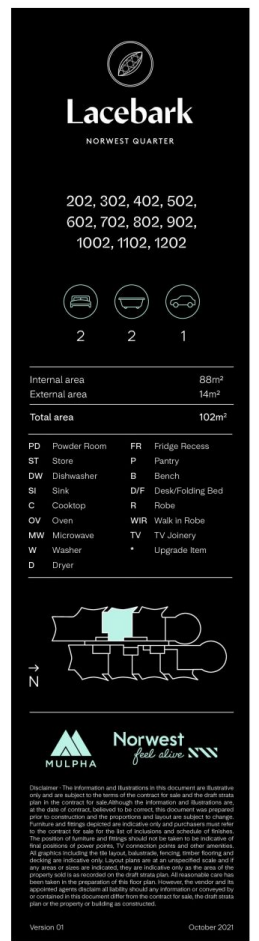 Lacebark
NORWEST QUARTER
202, 302, 402, 502,
602, 702, 802, 902,
1002, 1102, 1202
2 2 1
Internal area 88m²
External area 14m²
Total area 102m²
PD Powder Room FR Fridge Recess
ST Store P Pantry
DW Dishwasher B Bench
SI Sink D/F Desk/Folding Bed
C Cooktop R Robe
OV Oven WIR Walk in Robe
MW Microwave TV TV Joinery
W Washer * Upgrade Item
D Dryer
N
MULPHA
Norwest
feel alive
Disclaimer - The information and illustrations in this document are illustrative
only and are subject to the terms of the contract for sale and the draft strata
plan in the contract for sale.Although the information and illustrations are,
at the date of contract, believed to be correct, this document was prepared
prior to construction and the proportions and layout are subject to change.
Furniture and fittings depicted are indicative only and purchasers must refer
to the contract for sale for the list of inclusions and schedule of finishes.
The position of furniture and fittings should not to be taken to be indicative of
final positions of power points, TV connection points and other amenities.
All graphics including the tile layout, balustrade, fencing, timber flooring and
decking are indicative only. Layout plans are at an unspecified scale and if
any areas or sizes are indicated, they are indicative only as the area of the
property sold is as recorded on the draft strata plan. All reasonable care has
been taken in the preparation of this floor plan. However, the vendor and its
appointed agents disclaim all liability should any information or conveyed by
or contained in this document differ from the contract for sale, the draft strata
plan or the property or building as constructed.
Version 01 October 2021